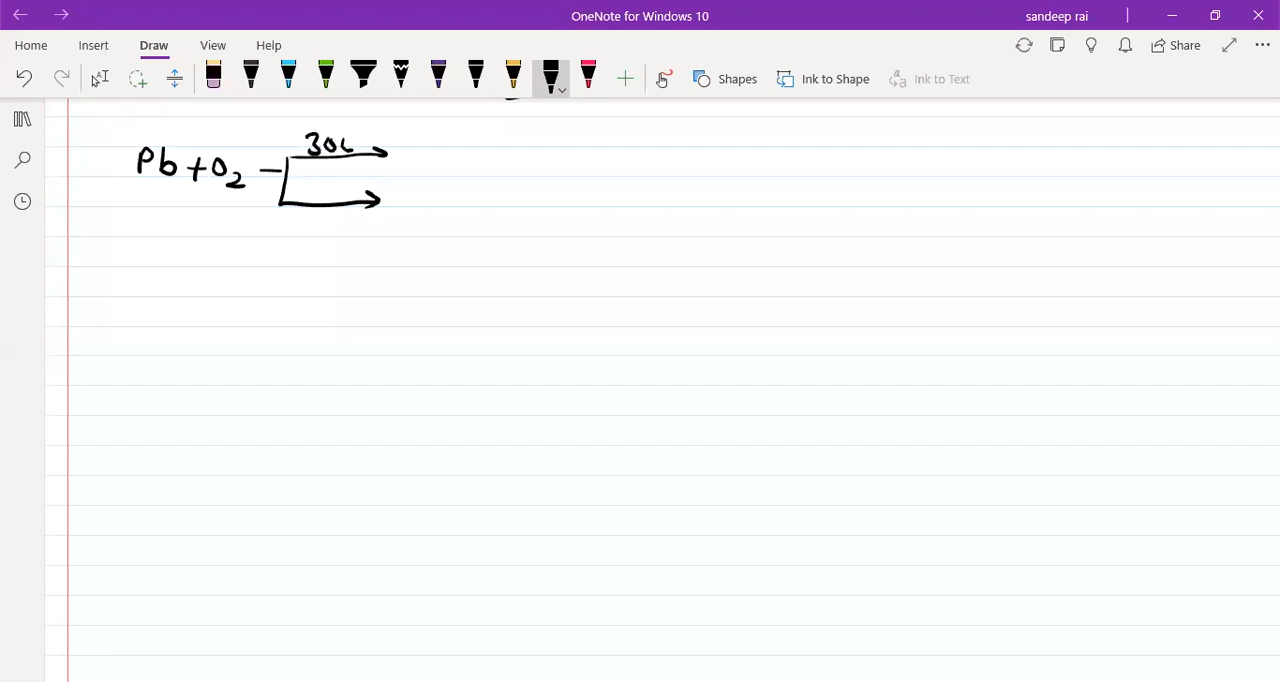 OneNote for Windows 10
sandeep rai
Home Insert Draw View Help
Share
Shapes Ink to Shape Ink to Text
Pb + O2